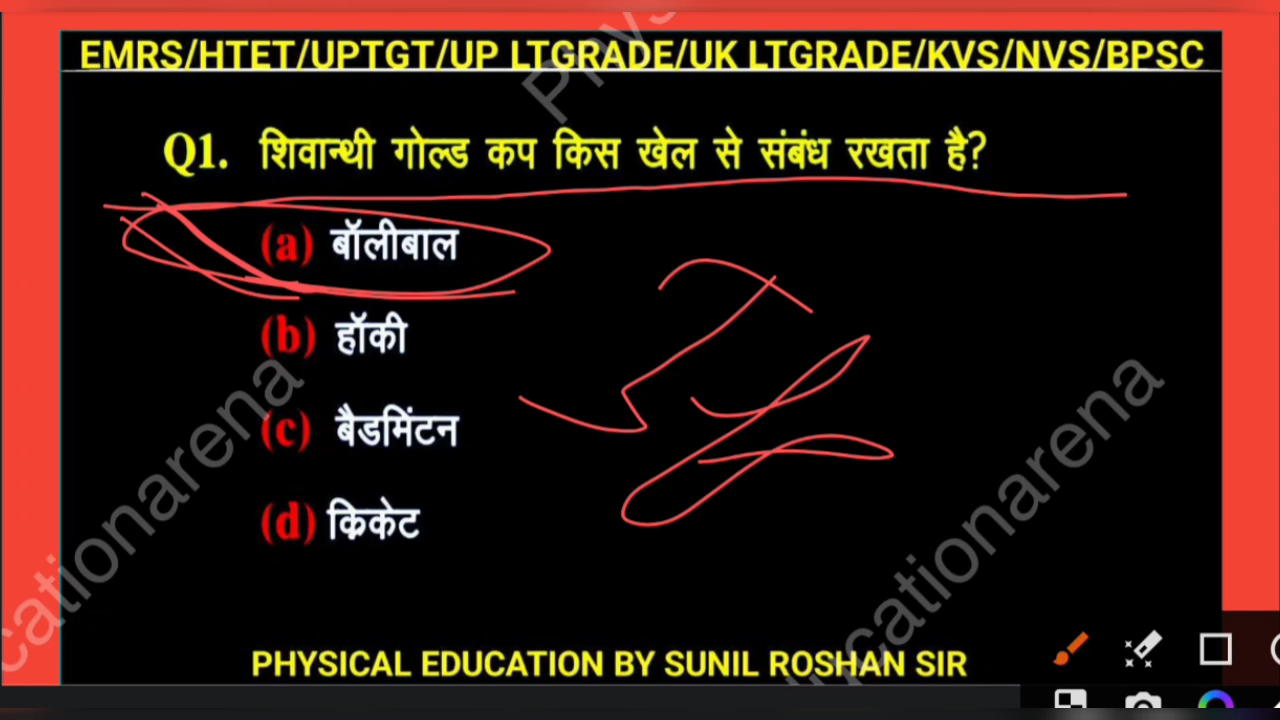 EMRS/HTET/UPTGT/UP LTGRADE/UK LTGRADE/KVS/NVS/BPSC
Q1. शिवान्थी गोल्ड कप किस खेल से संबंध रखता है?
(a) बॉलीबाल
(b) हॉकी
(c) बैडमिंटन
(d) क्रिकेट
PHYSICAL EDUCATION BY SUNIL ROSHAN SIR